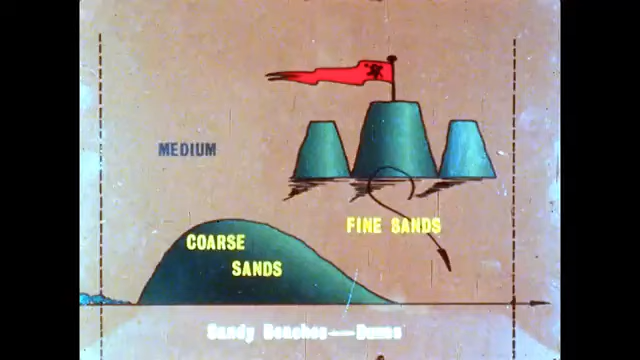 MEDIUM
FINE SANDS
COARSE
SANDS
Sandy Beaches—Dunes